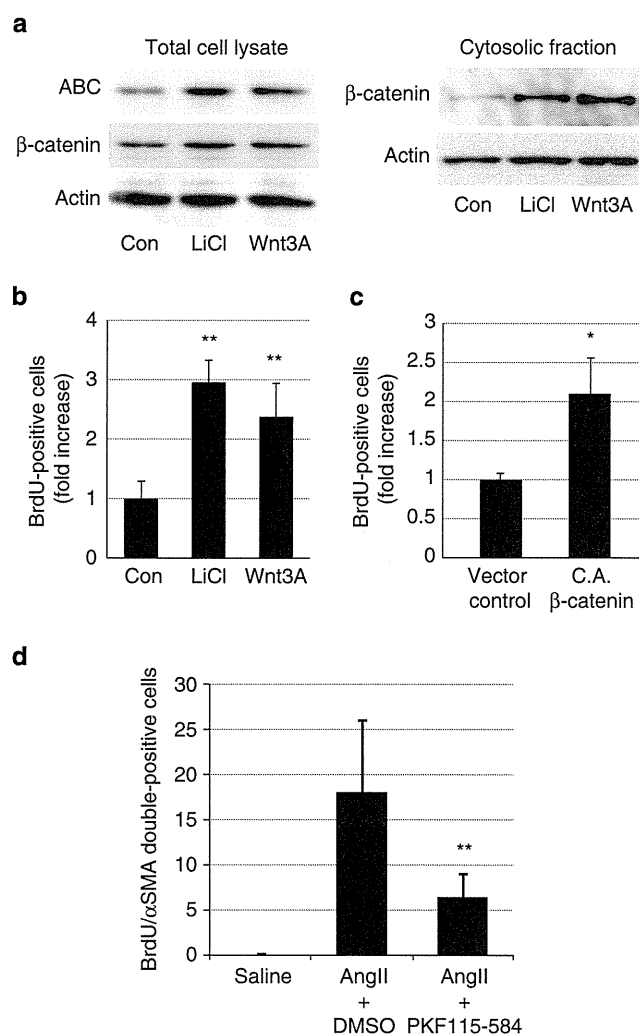 a
Total cell lysate
ABC
β-catenin
Actin
Con LiCl Wnt3A
Cytosolic fraction
β-catenin
Actin
Con LiCl Wnt3A
b
BrdU-positive cells
(fold increase)
4
3
2
1
0
**
**
Con LiCl Wnt3A
c
BrdU-positive cells
(fold increase)
3
2.5
2
1.5
1
0.5
0
*
Vector
control
C.A.
β-catenin
d
BrdU/αSMA double-positive cells
30
25
20
15
10
5
0
**
Saline
AngII
+
DMSO
AngII
+
PKF115-584